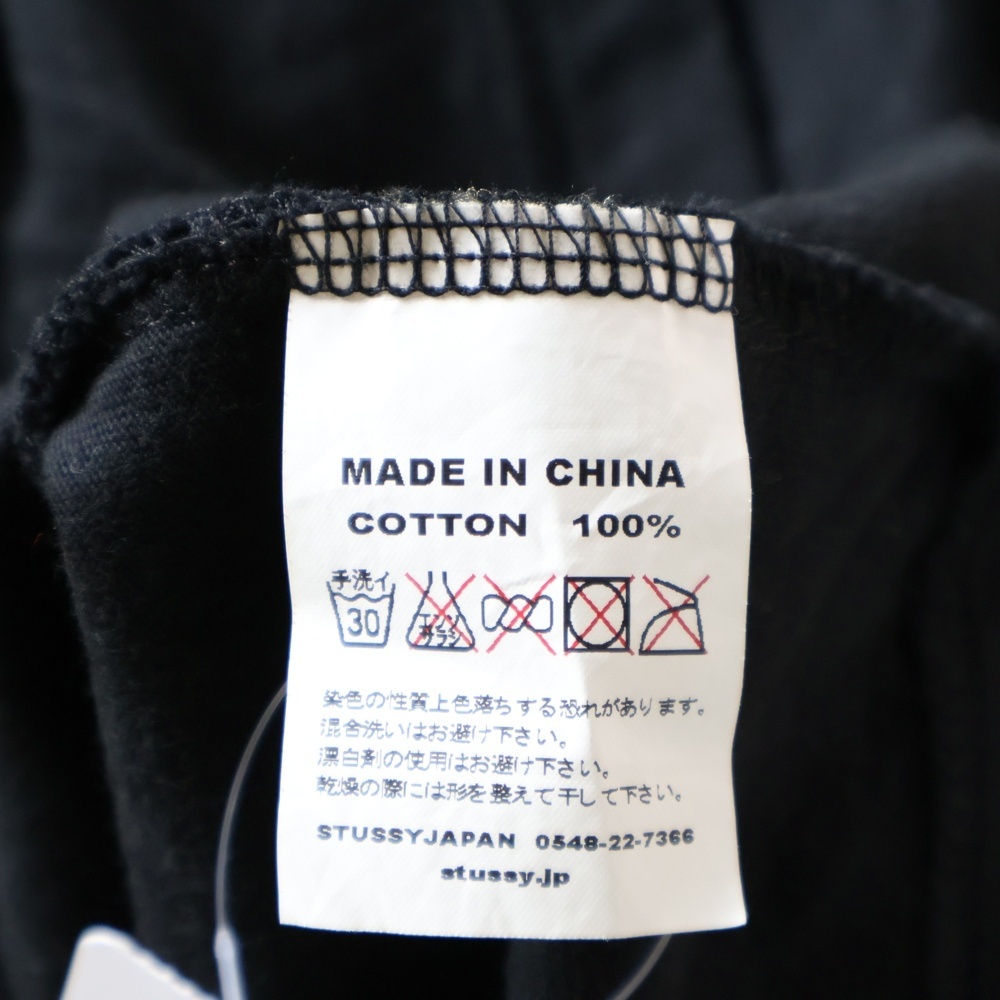 MADE IN CHINA
COTTON 100%
手洗イ
30
エンソ
サラシ
染色の性質上色落ちする恐れがあります。
混舎洗いはお避け下さい。
漂白剤の使用はお避け下さい。
乾燥の際には形を整えて干して下さい。
STUSSYJAPAN 0548-22-7366
stussy.jp